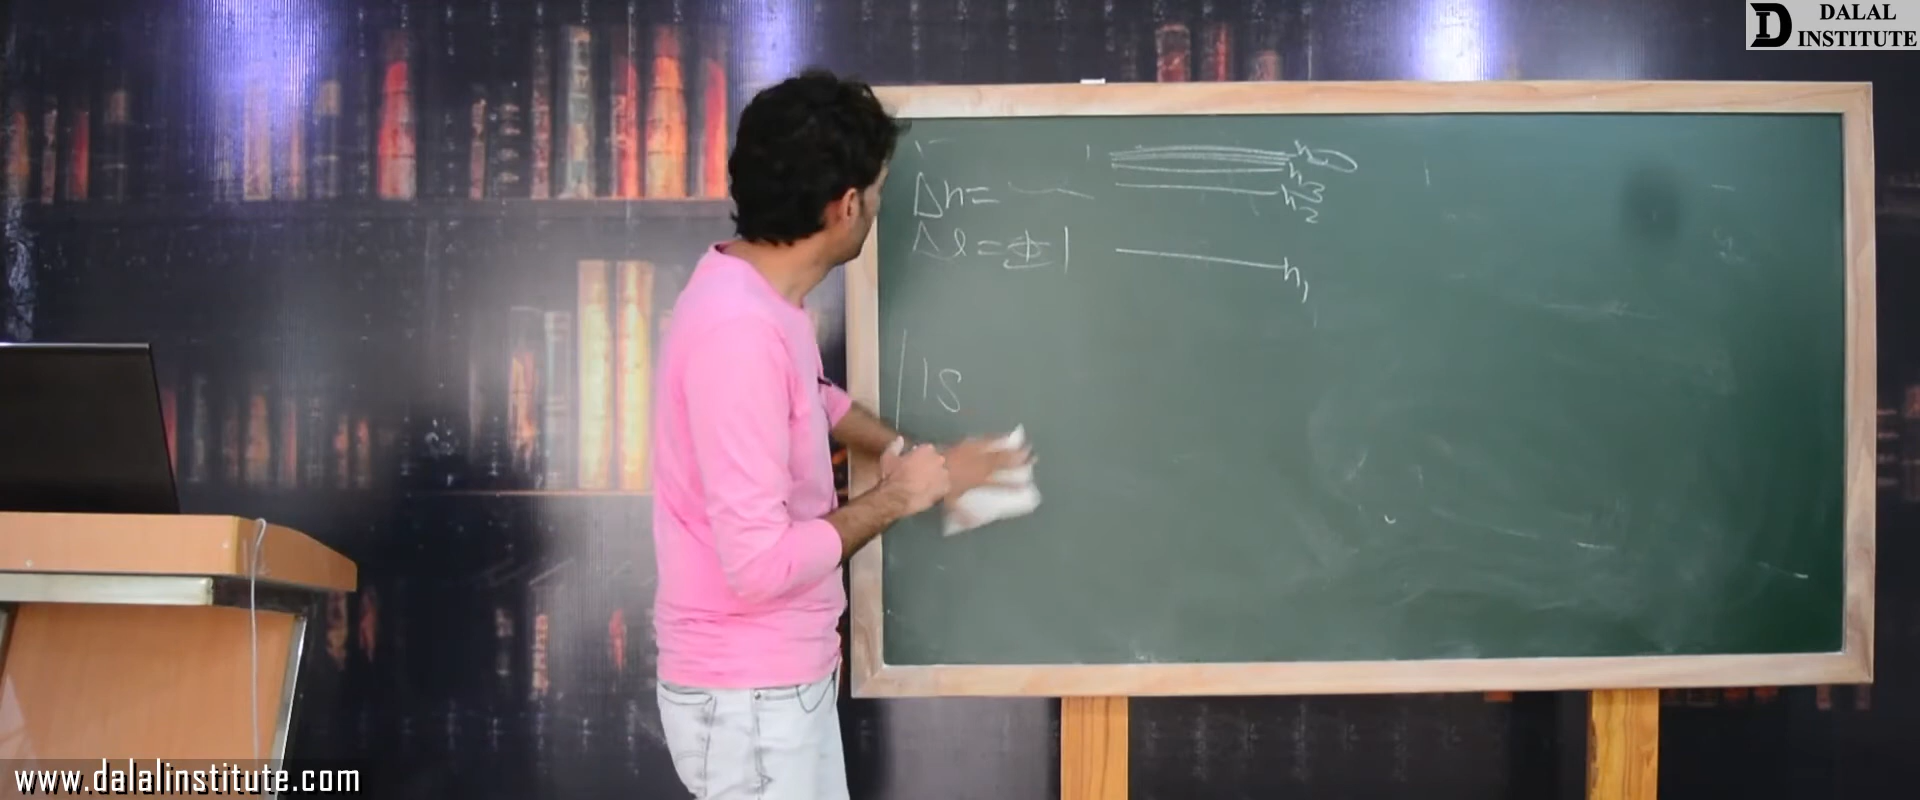 DALAL
INSTITUTE
Δn=
n3
n2
Δl=±1
n1
1S
www.dalalinstitute.com